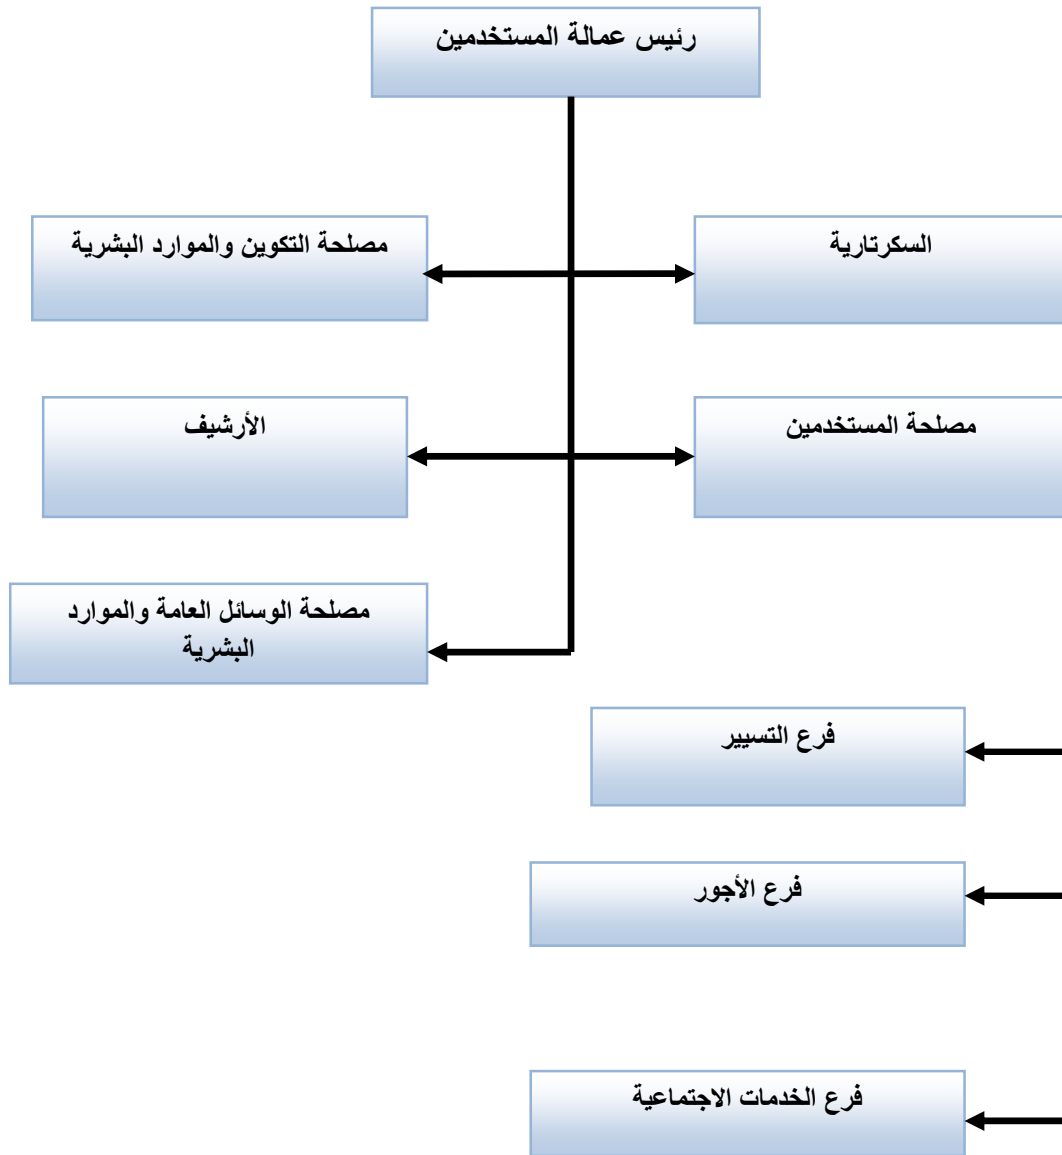 رئيس عمالة المستخدمين
السكرتارية
مصلحة التكوين والموارد البشرية
مصلحة المستخدمين
الأرشيف
مصلحة الوسائل العامة والموارد
البشرية
فرع التسيير
فرع الأجور
فرع الخدمات الاجتماعية